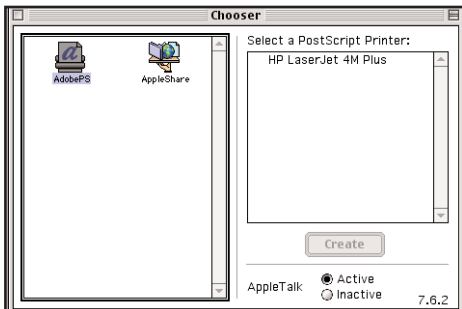 Chooser
AdobePS
AppleShare
Select a PostScript Printer:
HP LaserJet 4M Plus
Create
AppleTalk
Active
Inactive
7.6.2